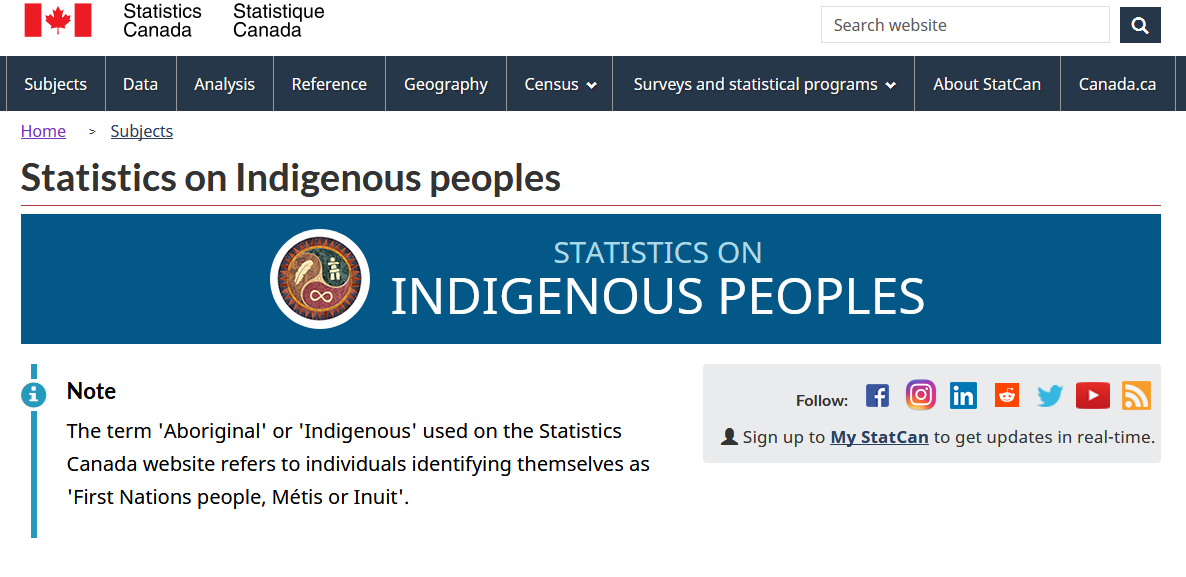 Statistics Canada
Statistique Canada
Search website
Subjects
Data
Analysis
Reference
Geography
Census
Surveys and statistical programs
About StatCan
Canada.ca
Home > Subjects
Statistics on Indigenous peoples
STATISTICS ON
INDIGENOUS PEOPLES
Note
The term 'Aboriginal' or 'Indigenous' used on the Statistics
Canada website refers to individuals identifying themselves as
'First Nations people, Métis or Inuit'.
Follow:
Sign up to My StatCan to get updates in real-time.